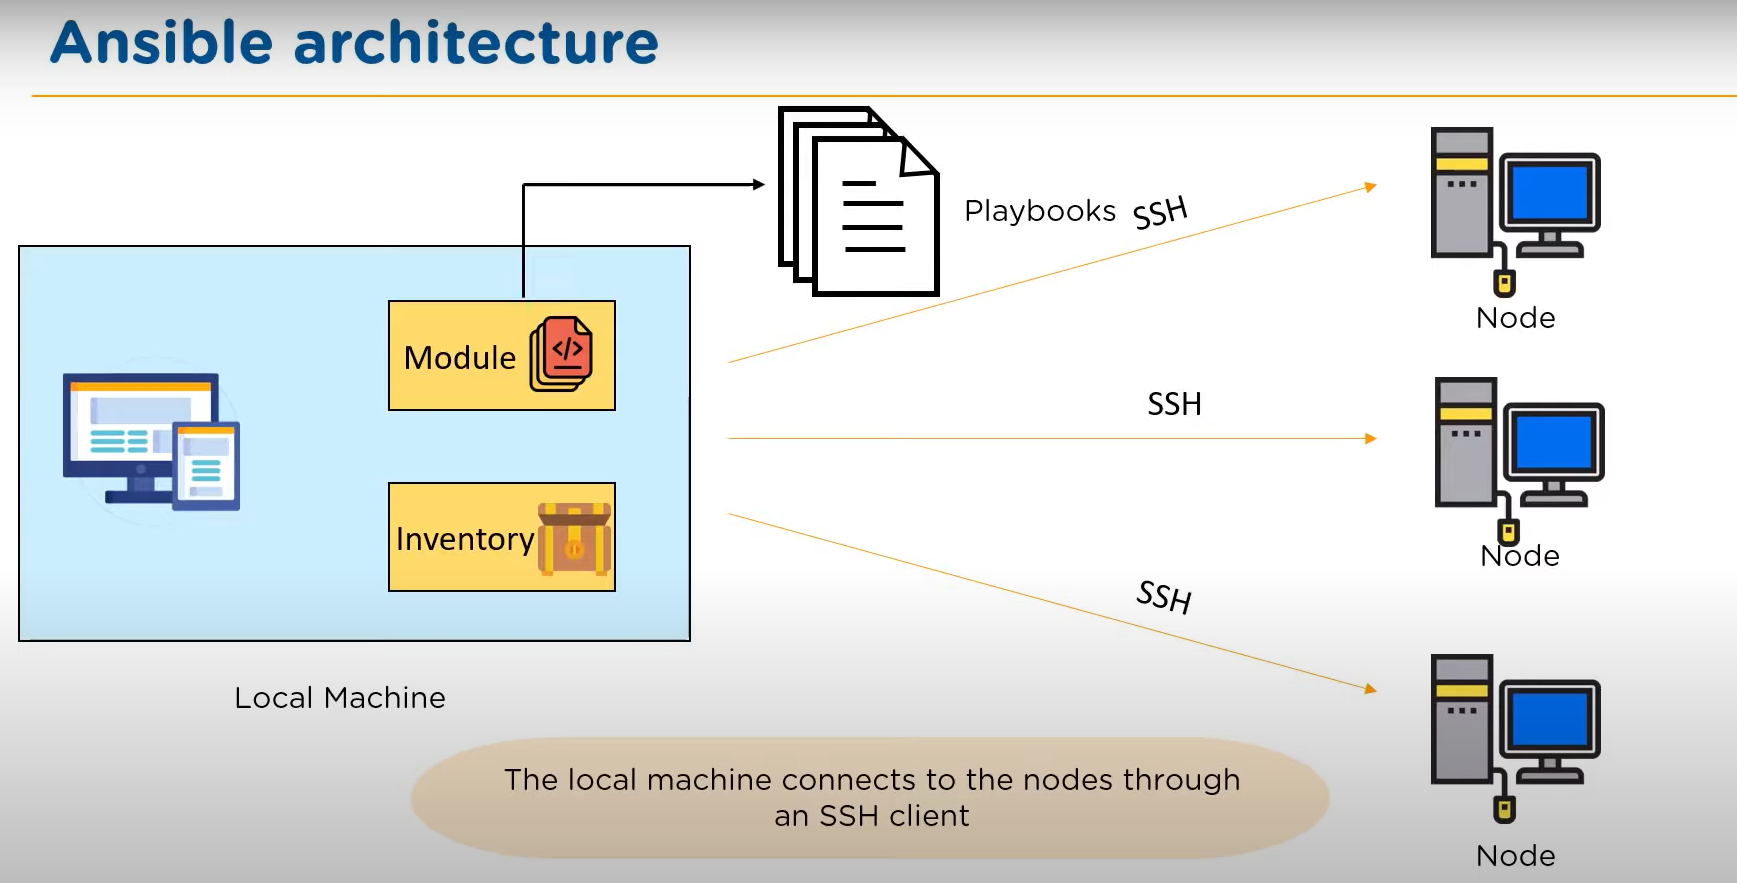 Ansible architecture
Playbooks
SSH
Node
Module
SSH
Inventory
Node
SSH
Local Machine
The local machine connects to the nodes through
an SSH client
Node